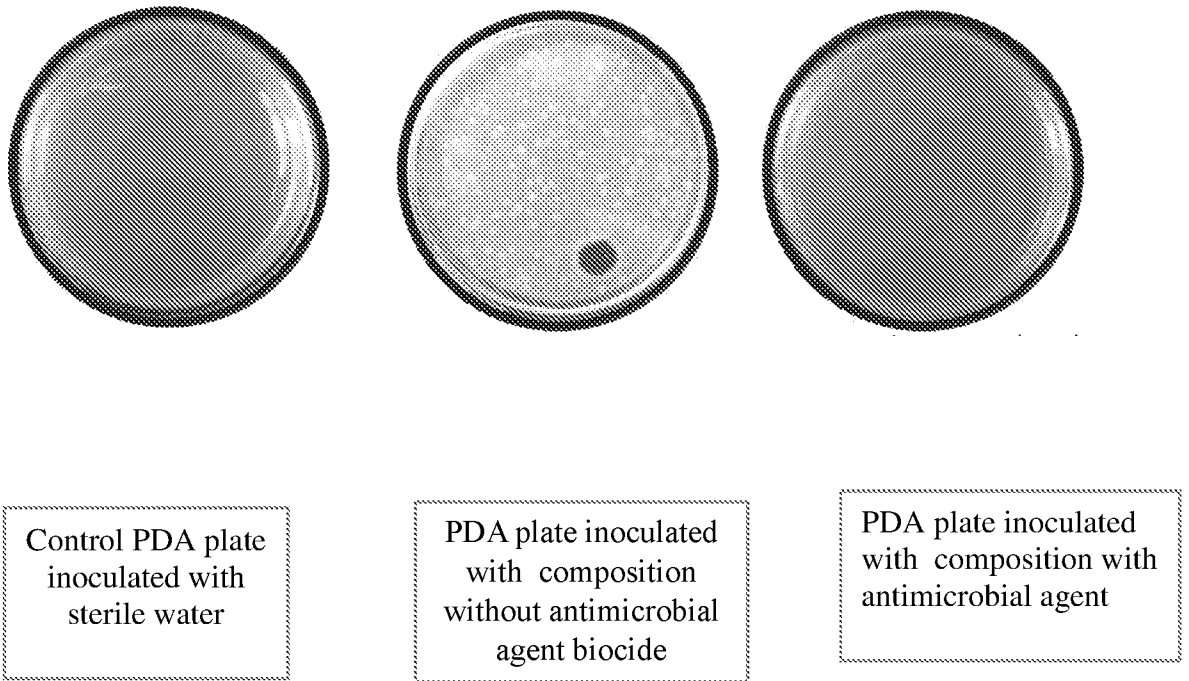 Control PDA plate
inoculated with
sterile water
PDA plate inoculated
with composition
without antimicrobial
agent biocide
PDA plate inoculated
with composition with
antimicrobial agent